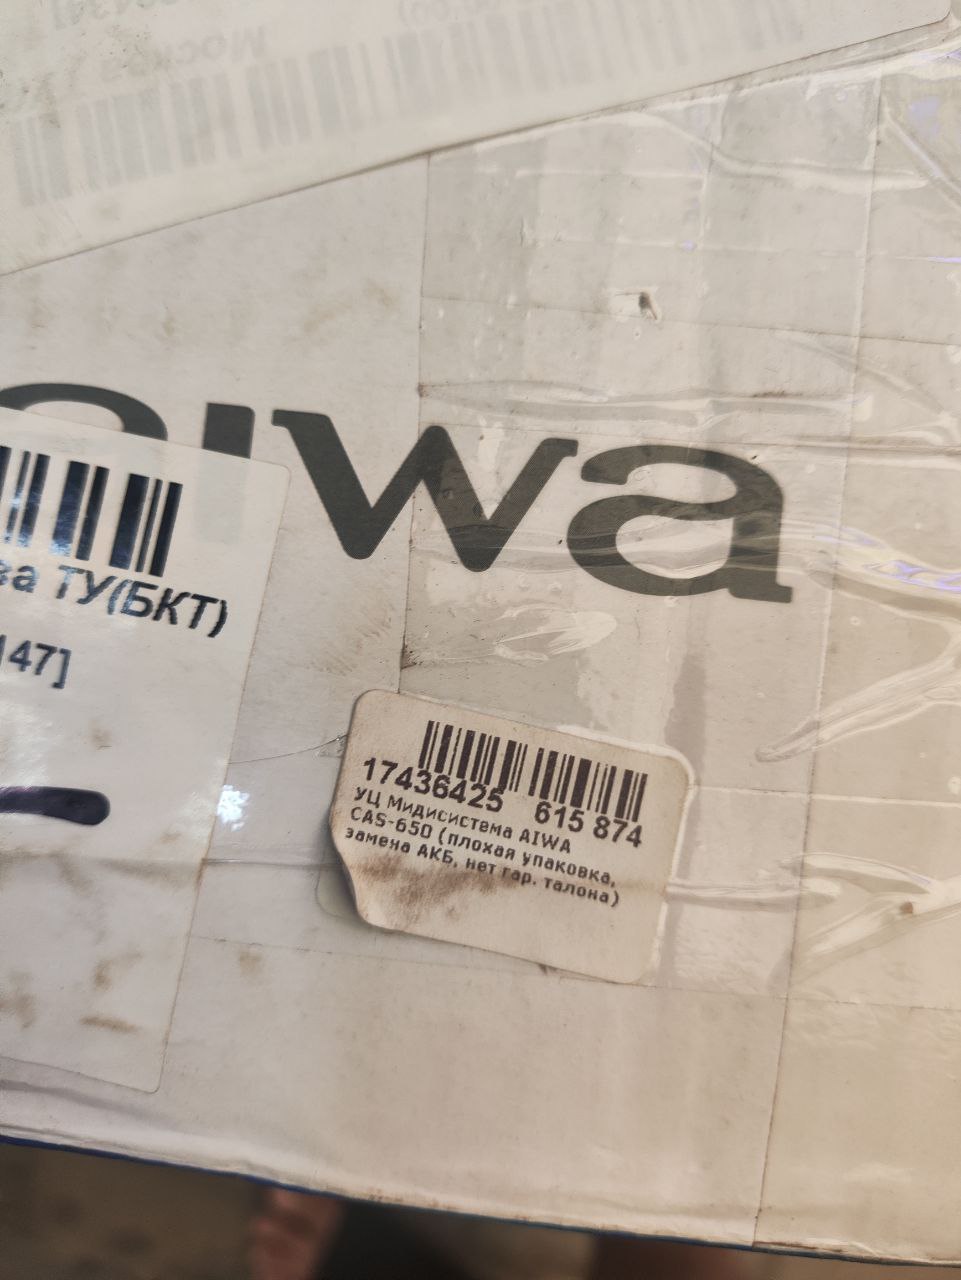 aiwa
ТУ(БКТ)
147]
17436425 615 874
УЦ Мидисистема AIWA
CAS-650 (плохая упаковка,
замена АКБ, нет гар. талона)